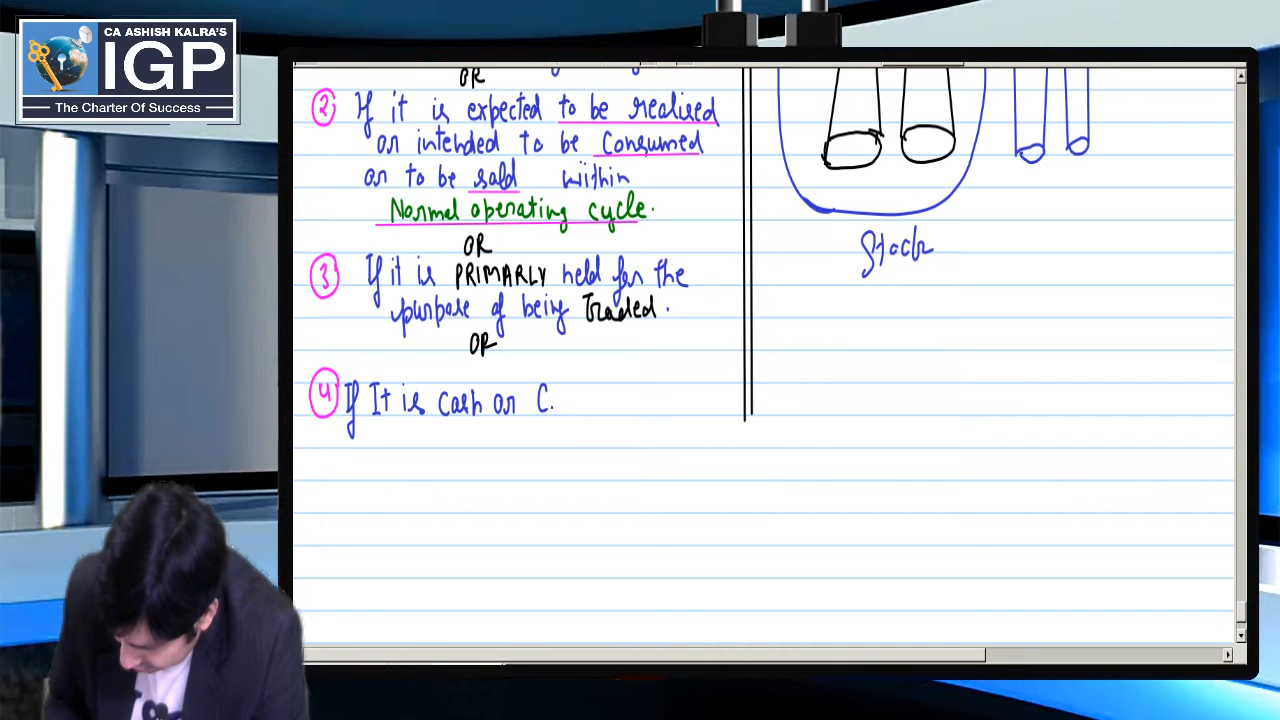 CA ASHISH KALRA'S
IGP
The Charter Of Success
OR
② If it is expected to be realised
or intended to be Consumed
or to be sold within
Normal operating cycle.
OR
③ If it is PRIMARLY held for the
purpose of being Traded.
OR
④ If It is Cash or C.
Stock